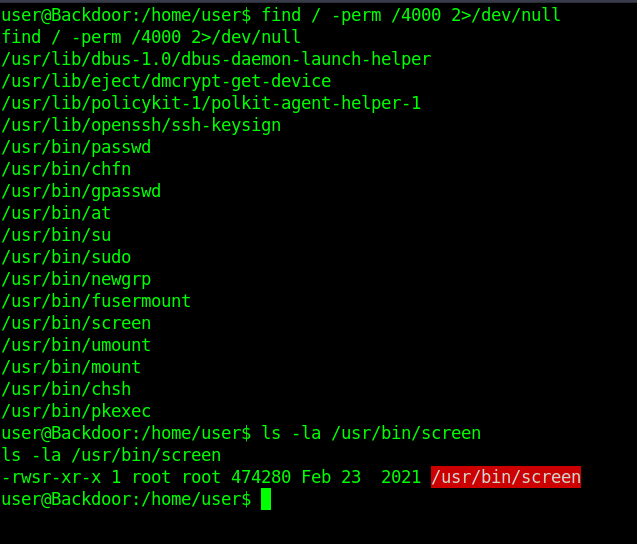 user@Backdoor:/home/user$ find / -perm /4000 2>/dev/null
find / -perm /4000 2>/dev/null
/usr/lib/dbus-1.0/dbus-daemon-launch-helper
/usr/lib/eject/dmcrypt-get-device
/usr/lib/policykit-1/polkit-agent-helper-1
/usr/lib/openssh/ssh-keysign
/usr/bin/passwd
/usr/bin/chfn
/usr/bin/gpasswd
/usr/bin/at
/usr/bin/su
/usr/bin/sudo
/usr/bin/newgrp
/usr/bin/fusermount
/usr/bin/screen
/usr/bin/umount
/usr/bin/mount
/usr/bin/chsh
/usr/bin/pkexec
user@Backdoor:/home/user$ ls -la /usr/bin/screen
ls -la /usr/bin/screen
-rwsr-xr-x 1 root root 474280 Feb 23  2021 /usr/bin/screen
user@Backdoor:/home/user$